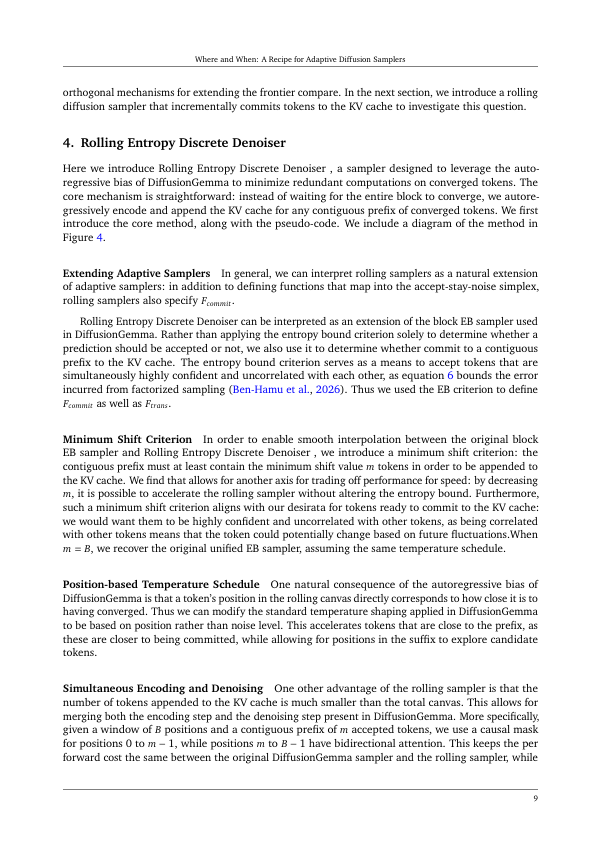 Where and When: A Recipe for Adaptive Diffusion Samplers
orthogonal mechanisms for extending the frontier compare. In the next section, we introduce a rolling
diffusion sampler that incrementally commits tokens to the KV cache to investigate this question.
4. Rolling Entropy Discrete Denoiser
Here we introduce Rolling Entropy Discrete Denoiser , a sampler designed to leverage the auto-
regressive bias of DiffusionGemma to minimize redundant computations on converged tokens. The
core mechanism is straightforward: instead of waiting for the entire block to converge, we autore-
gressively encode and append the KV cache for any contiguous prefix of converged tokens. We first
introduce the core method, along with the pseudo-code. We include a diagram of the method in
Figure 4.
Extending Adaptive Samplers In general, we can interpret rolling samplers as a natural extension
of adaptive samplers: in addition to defining functions that map into the accept-stay-noise simplex,
rolling samplers also specify F_commit.
Rolling Entropy Discrete Denoiser can be interpreted as an extension of the block EB sampler used
in DiffusionGemma. Rather than applying the entropy bound criterion solely to determine whether a
prediction should be accepted or not, we also use it to determine whether commit to a contiguous
prefix to the KV cache. The entropy bound criterion serves as a means to accept tokens that are
simultaneously highly confident and uncorrelated with each other, as equation 6 bounds the error
incurred from factorized sampling (Ben-Hamu et al., 2026). Thus we used the EB criterion to define
F_commit as well as F_trans.
Minimum Shift Criterion In order to enable smooth interpolation between the original block
EB sampler and Rolling Entropy Discrete Denoiser , we introduce a minimum shift criterion: the
contiguous prefix must at least contain the minimum shift value m tokens in order to be appended to
the KV cache. We find that allows for another axis for trading off performance for speed: by decreasing
m, it is possible to accelerate the rolling sampler without altering the entropy bound. Furthermore,
such a minimum shift criterion aligns with our desirata for tokens ready to commit to the KV cache:
we would want them to be highly confident and uncorrelated with other tokens, as being correlated
with other tokens means that the token could potentially change based on future fluctuations.When
m = B, we recover the original unified EB sampler, assuming the same temperature schedule.
Position-based Temperature Schedule One natural consequence of the autoregressive bias of
DiffusionGemma is that a token's position in the rolling canvas directly corresponds to how close it is to
having converged. Thus we can modify the standard temperature shaping applied in DiffusionGemma
to be based on position rather than noise level. This accelerates tokens that are close to the prefix, as
these are closer to being committed, while allowing for positions in the suffix to explore candidate
tokens.
Simultaneous Encoding and Denoising One other advantage of the rolling sampler is that the
number of tokens appended to the KV cache is much smaller than the total canvas. This allows for
merging both the encoding step and the denoising step present in DiffusionGemma. More specifically,
given a window of B positions and a contiguous prefix of m accepted tokens, we use a causal mask
for positions 0 to m − 1, while positions m to B − 1 have bidirectional attention. This keeps the per
forward cost the same between the original DiffusionGemma sampler and the rolling sampler, while
9